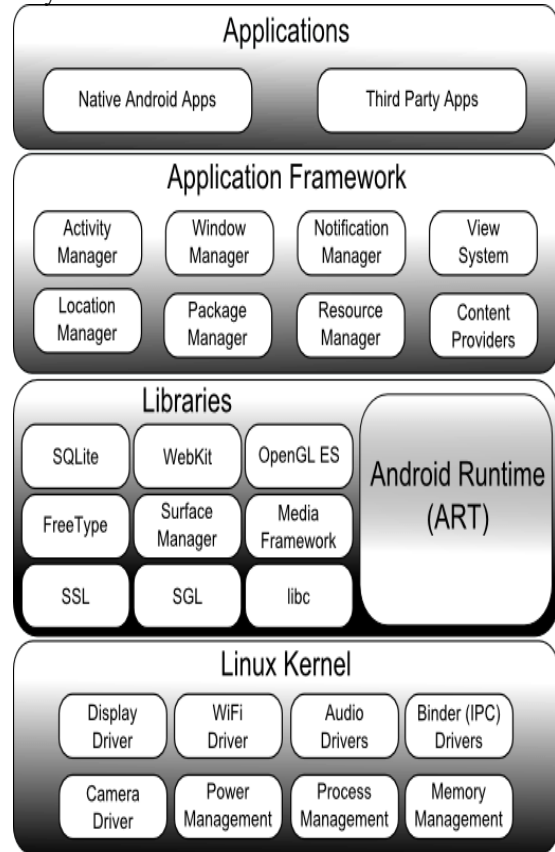 Applications
Native Android Apps
Third Party Apps
Application Framework
Activity
Manager
Window
Manager
Notification
Manager
View
System
Location
Manager
Package
Manager
Resource
Manager
Content
Providers
Libraries
SQLite
WebKit
OpenGL ES
FreeType
Surface
Manager
Media
Framework
SSL
SGL
libc
Android Runtime
(ART)
Linux Kernel
Display
Driver
WiFi
Driver
Audio
Drivers
Binder (IPC)
Drivers
Camera
Driver
Power
Management
Process
Management
Memory
Management